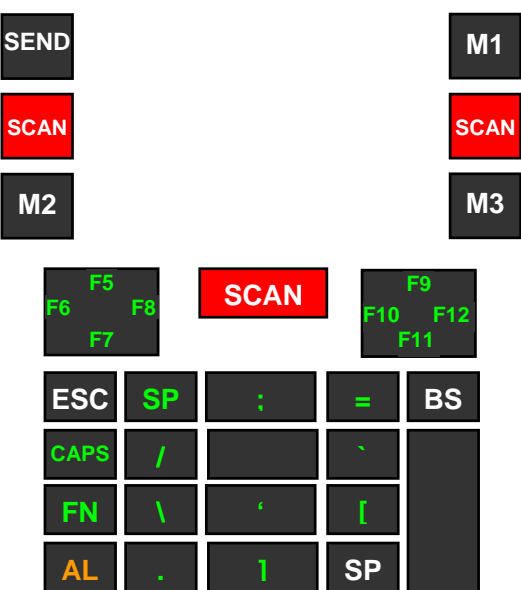 SEND M1
SCAN SCAN
M2 M3
F5 F9
F6 F8 SCAN F10 F12
F7 F11
ESC SP ; = BS
CAPS / `
FN \ ‘ [
AL . ] SP